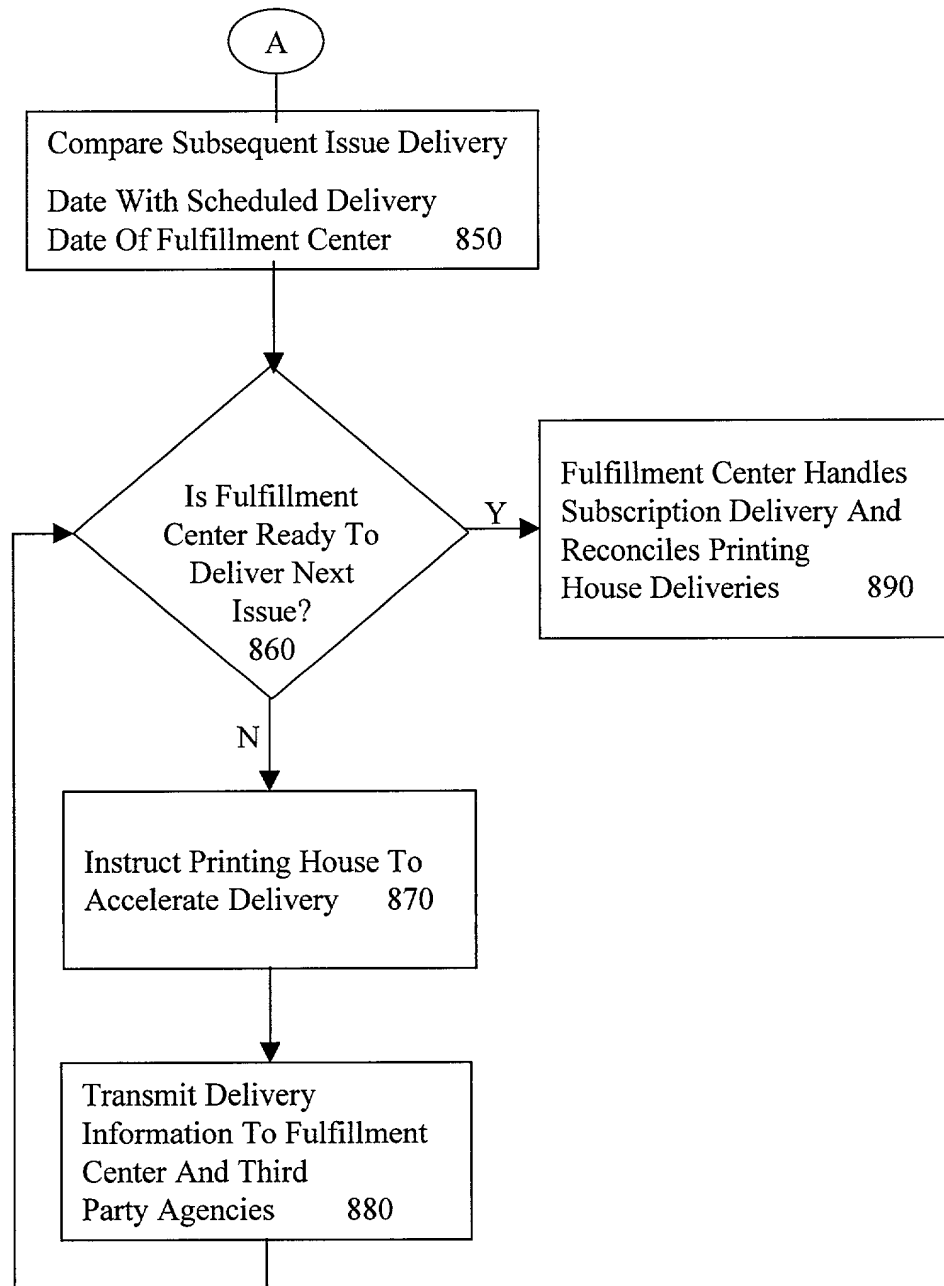 A
Compare Subsequent Issue Delivery
Date With Scheduled Delivery
Date Of Fulfillment Center 850
Is Fulfillment
Center Ready To
Deliver Next
Issue?
860
Y
Fulfillment Center Handles
Subscription Delivery And
Reconciles Printing
House Deliveries 890
N
Instruct Printing House To
Accelerate Delivery 870
Transmit Delivery
Information To Fulfillment
Center And Third
Party Agencies 880